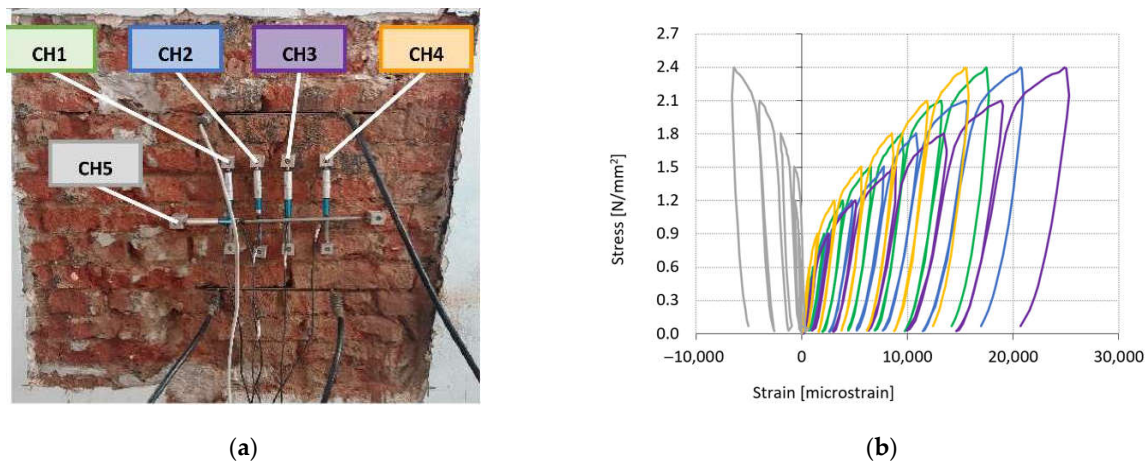 CH1
CH2
CH3
CH4
CH5
(a)
Stress [N/mm²]
2.7
2.4
2.1
1.8
1.5
1.2
0.9
0.6
0.3
0.0
−10,000 0 10,000 20,000 30,000
Strain [microstrain]
(b)